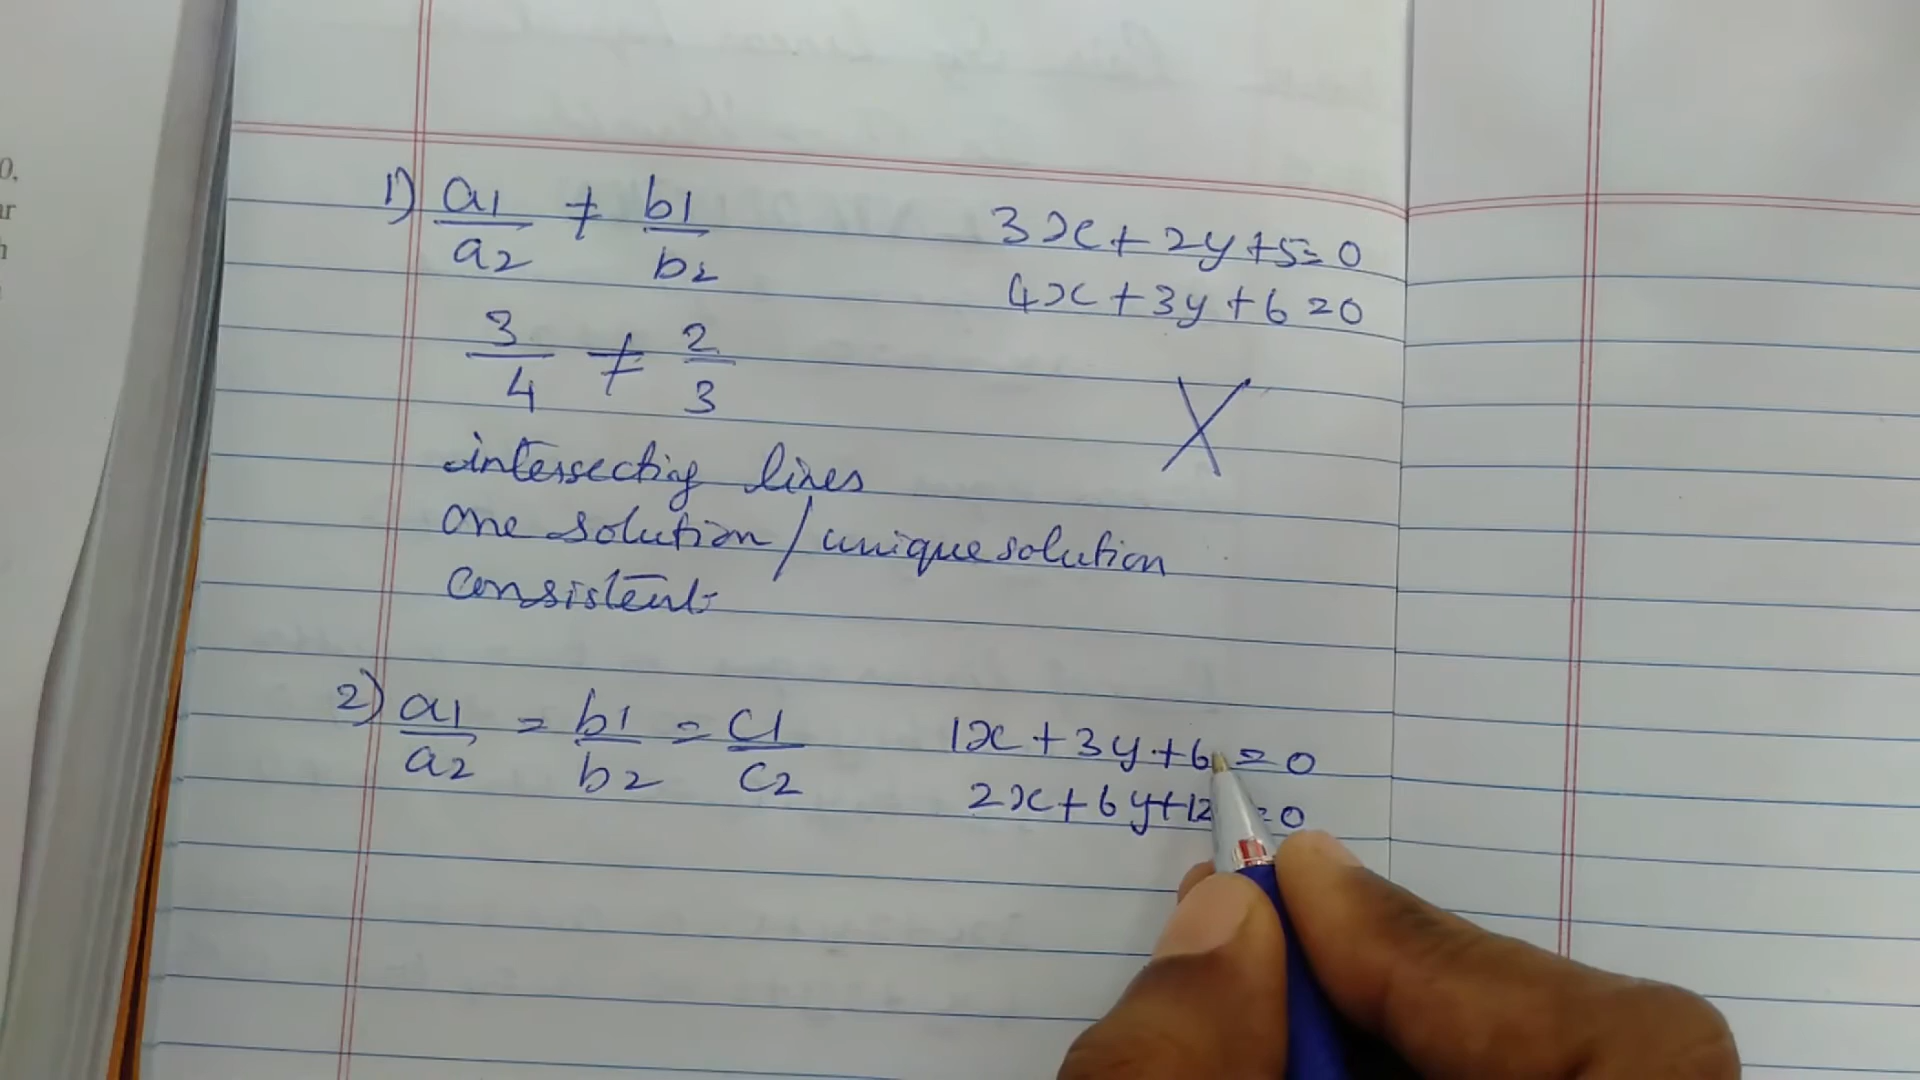 1) a1/a2 ≠ b1/b2
3x+2y+5=0
4x+3y+6=0
3/4 ≠ 2/3
intersecting lines
one solution/unique solution
consistent
2) a1/a2 = b1/b2 = c1/c2
1x+3y+6=0
2x+6y+12=0
0,